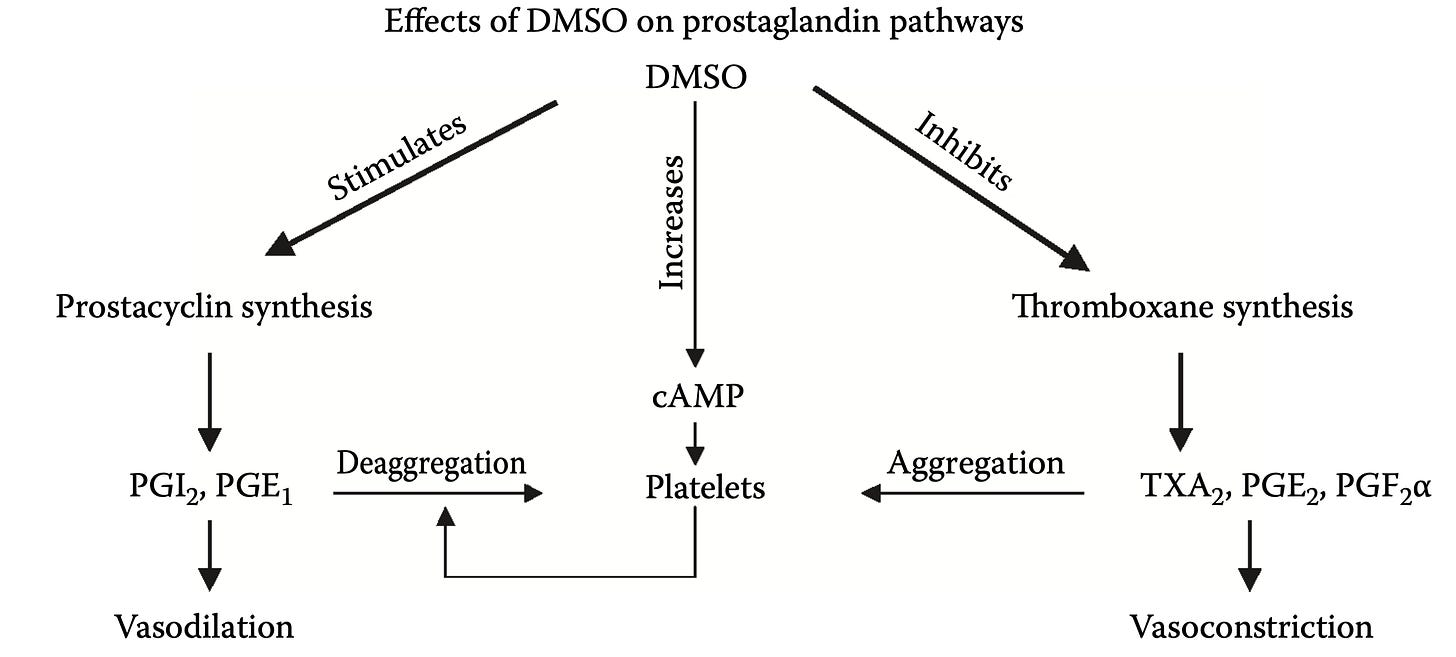 Effects of DMSO on prostaglandin pathways
DMSO
Stimulates
Increases
Inhibits
Prostacyclin synthesis
Thromboxane synthesis
cAMP
PGI₂, PGE₁
Deaggregation
Platelets
Aggregation
TXA₂, PGE₂, PGF₂α
Vasodilation
Vasoconstriction